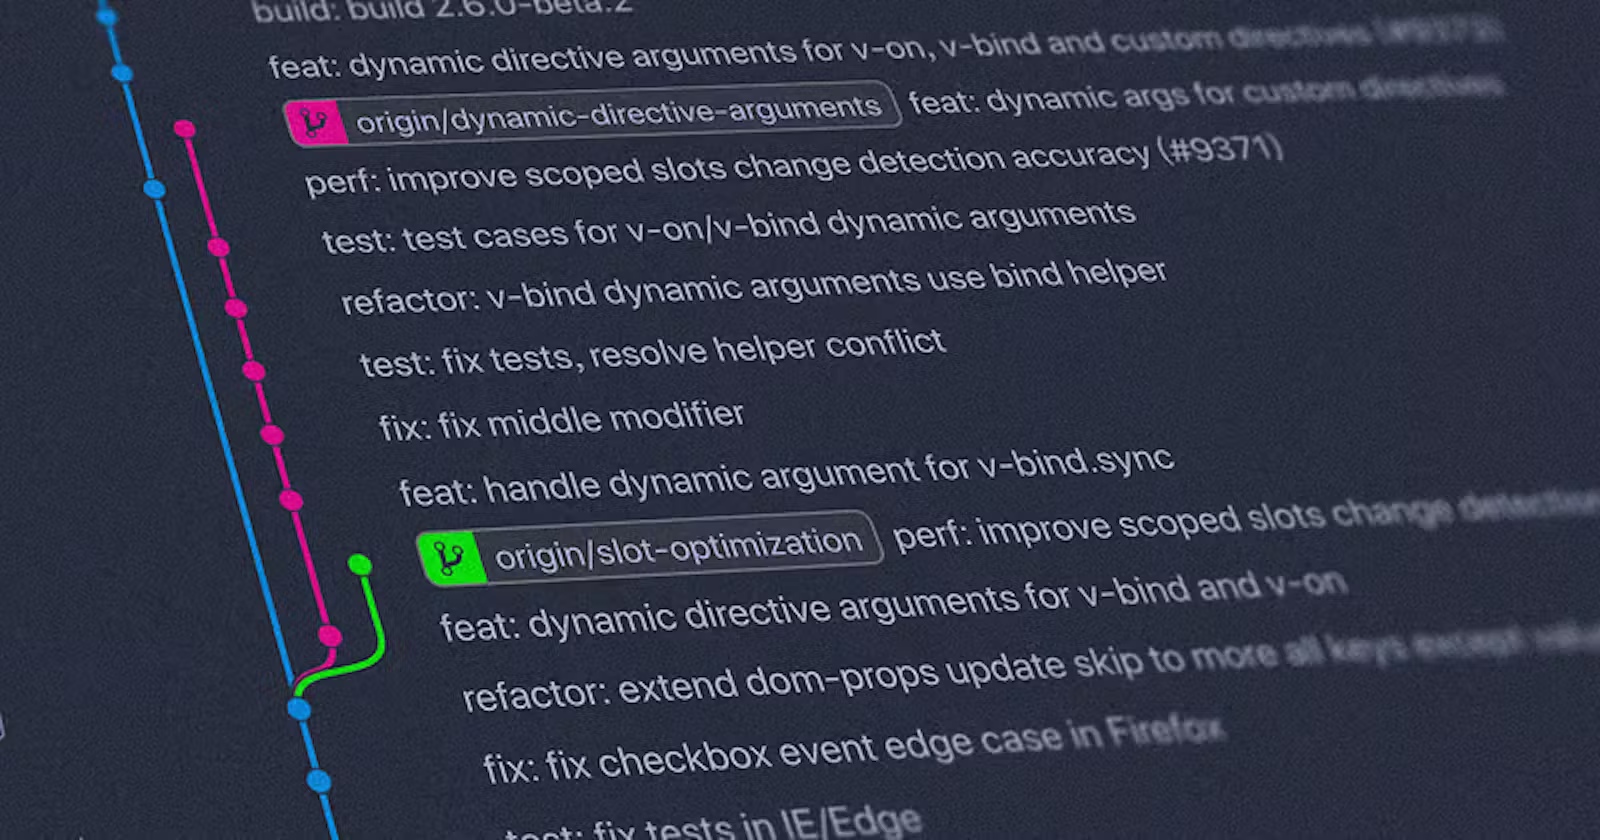 build: build 2.6.0-beta.2
feat: dynamic directive arguments for v-on, v-bind and custom directives
origin/dynamic-directive-arguments feat: dynamic args for custom directives
perf: improve scoped slots change detection accuracy (#9371)
test: test cases for v-on/v-bind dynamic arguments
refactor: v-bind dynamic arguments use bind helper
test: fix tests, resolve helper conflict
fix: fix middle modifier
feat: handle dynamic argument for v-bind.sync
origin/slot-optimization perf: improve scoped slots change detection
feat: dynamic directive arguments for v-bind and v-on
refactor: extend dom-props update skip to more all keys except
fix: fix checkbox event edge case in Firefox
test: fix tests in IE/Edge